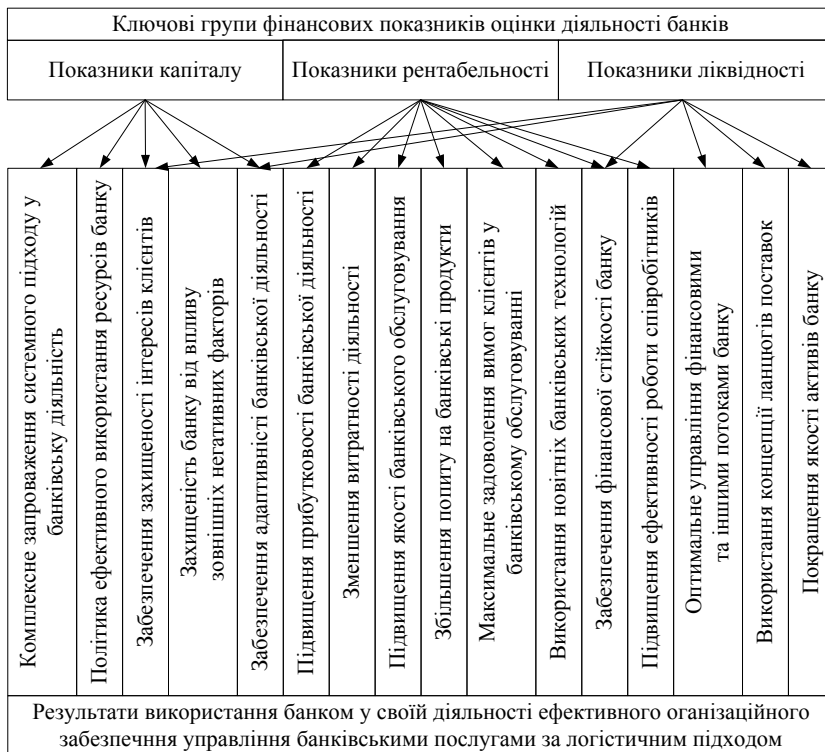 Ключові групи фінансових показників оцінки діяльності банків
Показники капіталу
Показники рентабельності
Показники ліквідності
Комплексне запроваження системного підходу у
банківську діяльність
Політика ефективного використання ресурсів банку
Забезпечення захищеності інтересів клієнтів
Захищеність банку від впливу
зовнішніх негативних факторів
Забезпечення адаптивності банківської діяльності
Підвищення прибутковості банківської діяльності
Зменшення витратності діяльності
Підвищення якості банківського обслуговування
Збільшення попиту на банківські продукти
Максимальне задоволення вимог клієнтів у
банківському обслуговуванні
Використання новітніх банківських технологій
Забезпечення фінансової стійкості банку
Підвищення ефективності роботи співробітників
Оптимальне управління фінансовими
та іншими потоками банку
Використання концепції ланцюгів поставок
Покращення якості активів банку
Результати використання банком у своїй діяльності ефективного оганізаційного
забезпечння управління банківськими послугами за логістичним підходом